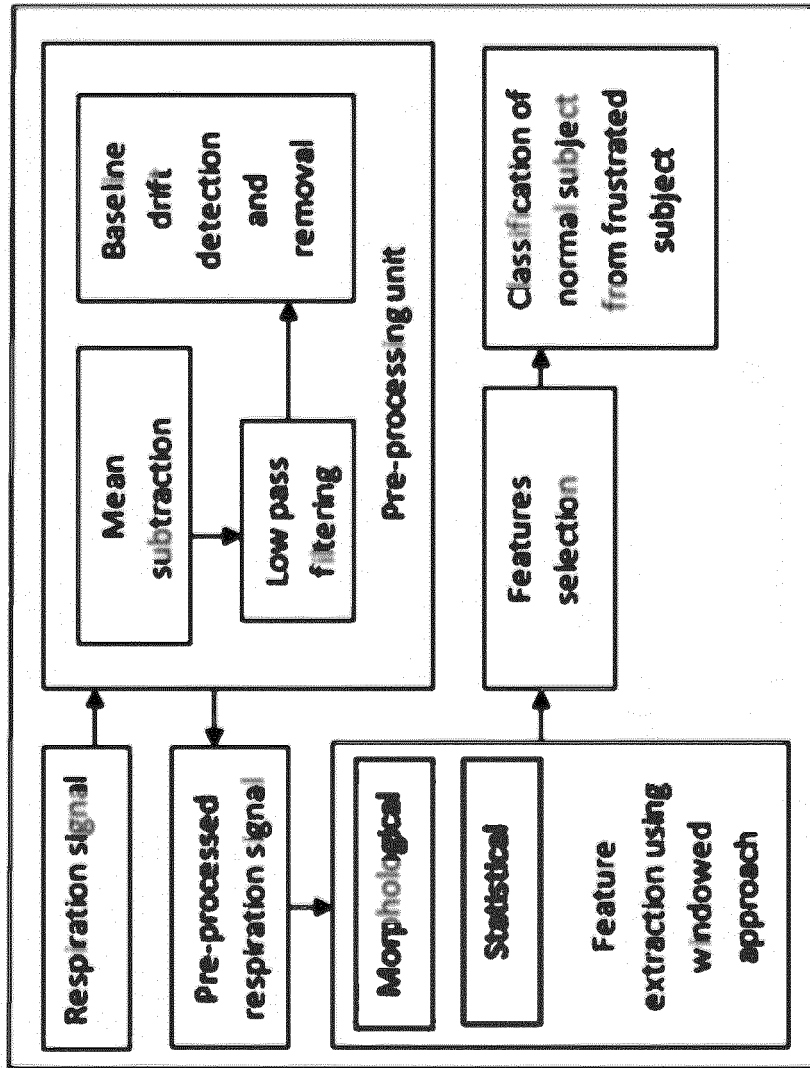 Respiration signal
Mean
subtraction
Low pass
filtering
Baseline
drift
detection
and
removal
Pre-processing unit
Pre-processed
respiration signal
Morphological
Statistical
Feature
extraction using
windowed
approach
Features
selection
Classification of
normal subject
from frustrated
subject